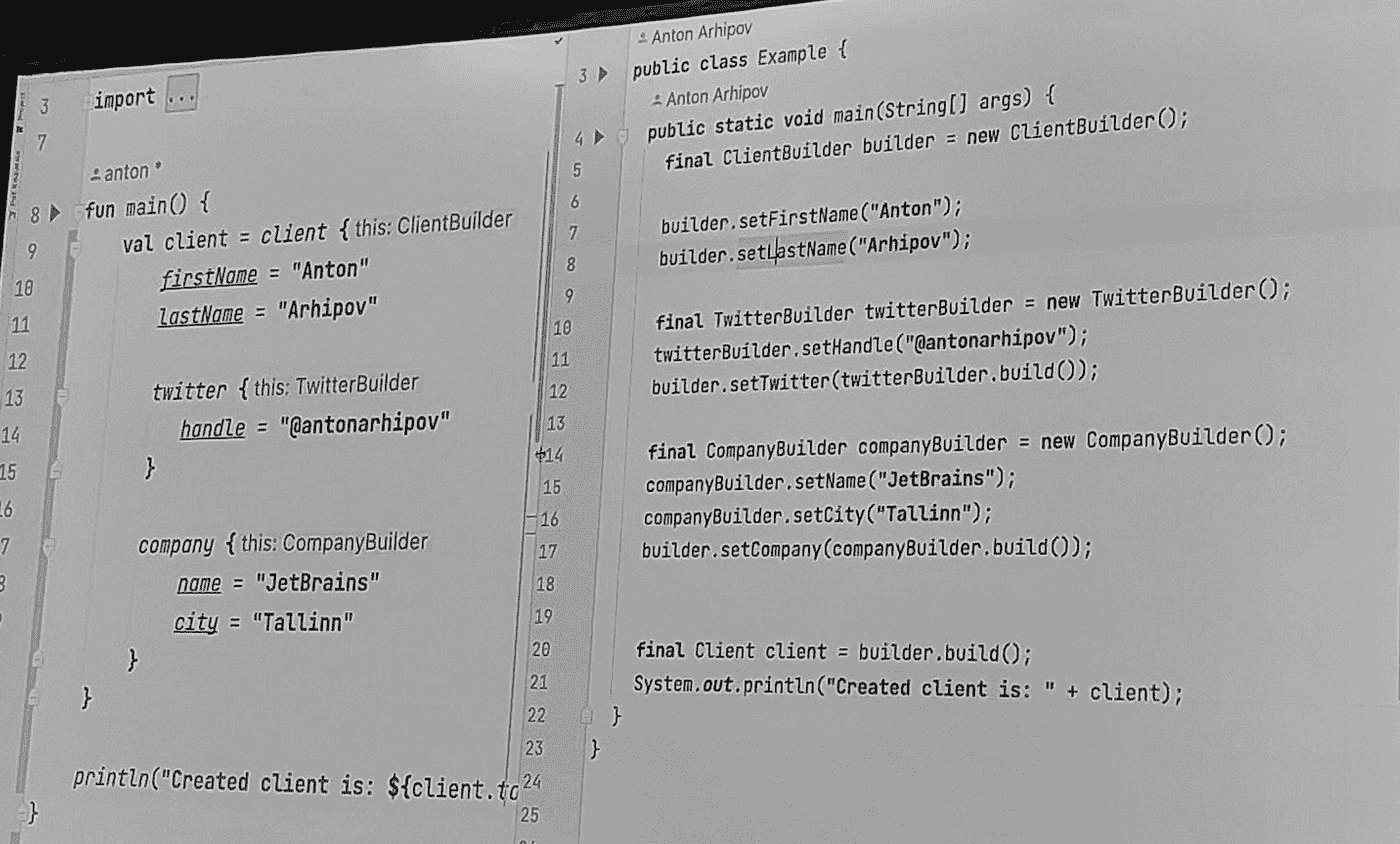 3 import ...
7
anton *
8 fun main() {
9 val client = client { this: ClientBuilder
10 firstName = "Anton"
11 lastName = "Arhipov"
12
13 twitter { this: TwitterBuilder
14 handle = "@antonarhipov"
15 }
16
7 company { this: CompanyBuilder
8 name = "JetBrains"
city = "Tallinn"
}
}
println("Created client is: ${client.to
}
Anton Arhipov
3 public class Example {
Anton Arhipov
4 public static void main(String[] args) {
5 final ClientBuilder builder = new ClientBuilder();
6
7 builder.setFirstName("Anton");
8 builder.setLastName("Arhipov");
9
10 final TwitterBuilder twitterBuilder = new TwitterBuilder();
11 twitterBuilder.setHandle("@antonarhipov");
12 builder.setTwitter(twitterBuilder.build());
13
14 final CompanyBuilder companyBuilder = new CompanyBuilder();
15 companyBuilder.setName("JetBrains");
16 companyBuilder.setCity("Tallinn");
17 builder.setCompany(companyBuilder.build());
18
19
20 final Client client = builder.build();
21 System.out.println("Created client is: " + client);
22 }
23 }
24
25